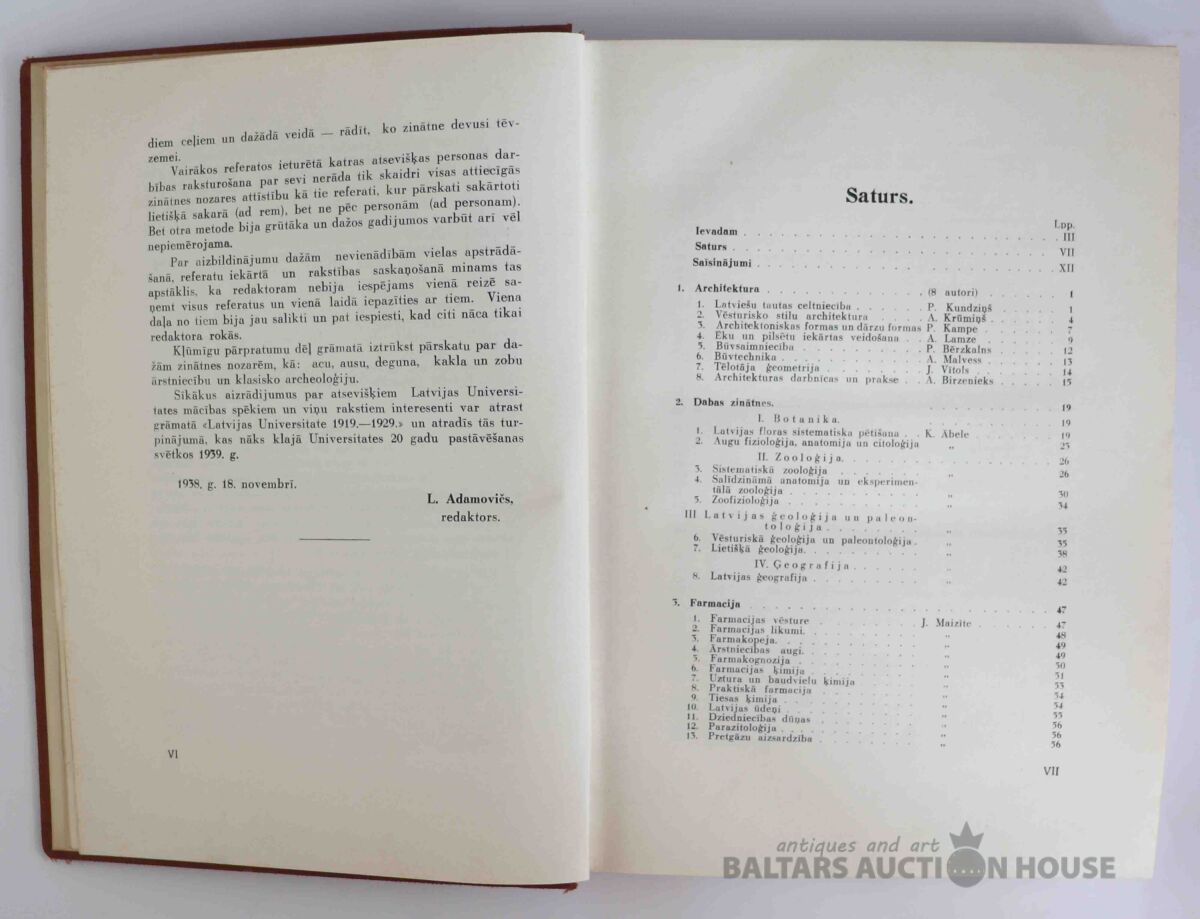 diem ceļiem un dažādā veidā — rādīt, ko zinātne devusi tēv-
zemei.
Vairākos referatos ieturētā katras atsevišķas personas dar-
bības raksturošana par sevi nerāda tik skaidri visas attiecīgās
zinātnes nozares attīstību kā tie referati, kur pārskati sakārtoti
lietišķā sakarā (ad rem), bet ne pēc personām (ad personam).
Bet otra metode bija grūtāka un dažos gadijumos varbūt arī vēl
nepiemērojama.
Par aizbildinājumu dažām nevienādībām vielas apstrādā-
šanā, referatu iekārtā un rakstības saskaņošanā minams tas
apstāklis, ka redaktoram nebija iespējams vienā reizē sa-
ņemt visus referatus un vienā laidā iepazīties ar tiem. Viena
daļa no tiem bija jau salikti un pat iespiesti, kad citi nāca tikai
redaktora rokās.
Kļūmīgu pārpratumu dēļ grāmatā iztrūkst pārskatu par da-
žām zinātnes nozarēm, kā: acu, ausu, deguna, kakla un zobu
ārstniecību un klasisko archeoloģiju.
Sīkākus aizrādījumus par atsevišķiem Latvijas Universi-
tates mācības spēkiem un viņu rakstiem interesenti var atrast
grāmatā «Latvijas Universitate 1919.—1929.» un atradīs tās tur-
pinājumā, kas nāks klajā Universitates 20 gadu pastāvēšanas
svētkos 1939. g.
1938. g. 18. novembrī.
L. Adamovičs,
redaktors.
VI
Saturs.
Lpp.
Ievadam . . . III
Saturs . . . VII
Saīsinājumi . . . XII
1. Architektura . . . (8 autori) . . . 1
1. Latviešu tautas celtniecība . . . P. Kundziņš . . . 1
2. Vēsturisko stilu architektura . . . A. Krūmiņš . . . 4
3. Architektoniskas formas un dārzu formas P. Kampe . . . 7
4. Ēku un pilsētu iekārtas veidošana . . . A. Lamze . . . 9
5. Būvsaimniecība . . . P. Bērzkalns . . . 12
6. Būvtechnika . . . A. Malvess . . . 13
7. Tēlotāja ģeometrija . . . J. Vītols . . . 14
8. Architekturas darbnīcas un prakse . . . A. Birzenieks . . . 15
2. Dabas zinātnes. . . . 19
I. Botanika. . . . 19
1. Latvijas floras sistematiska pētīšana . . K. Ābele . . . 19
2. Augu fizioloģija, anatomija un citoloģija „ 25
II. Zooloģija. . . . 26
3. Sistematiskā zooloģija . . . „ 26
4. Salīdzināmā anatomija un eksperimen-
tālā zooloģija . . . „ 30
5. Zoofizioloģija . . . „ 34
III Latvijas ģeoloģija un paleon-
toloģija . . . „ 35
6. Vēsturiskā ģeoloģija un paleontoloģija. „ 35
7. Lietišķā ģeoloģija. . . . „ 38
IV. Ģeografija . . . „ 42
8. Latvijas ģeografija . . . „ 42
3. Farmacija . . . 47
1. Farmacijas vēsture . . . J. Maizīte . . . 47
2. Farmacijas likumi. . . . „ 48
3. Farmakopeja. . . . „ 49
4. Ārstniecības augi. . . . „ 49
5. Farmakognozija . . . „ 50
6. Farmacijas ķīmija . . . „ 51
7. Uztura un baudvielu ķīmija . . . „ 53
8. Praktiskā farmacija . . . „ 54
9. Tiesas ķīmija . . . „ 54
10. Latvijas ūdeņi . . . „ 55
11. Dziedniecības dūņas . . . „ 56
12. Parazitoloģija . . . „ 56
13. Pretgāzu aizsardzība . . . „ 56
VII
antiques and art
BALTARS AUCTION HOUSE